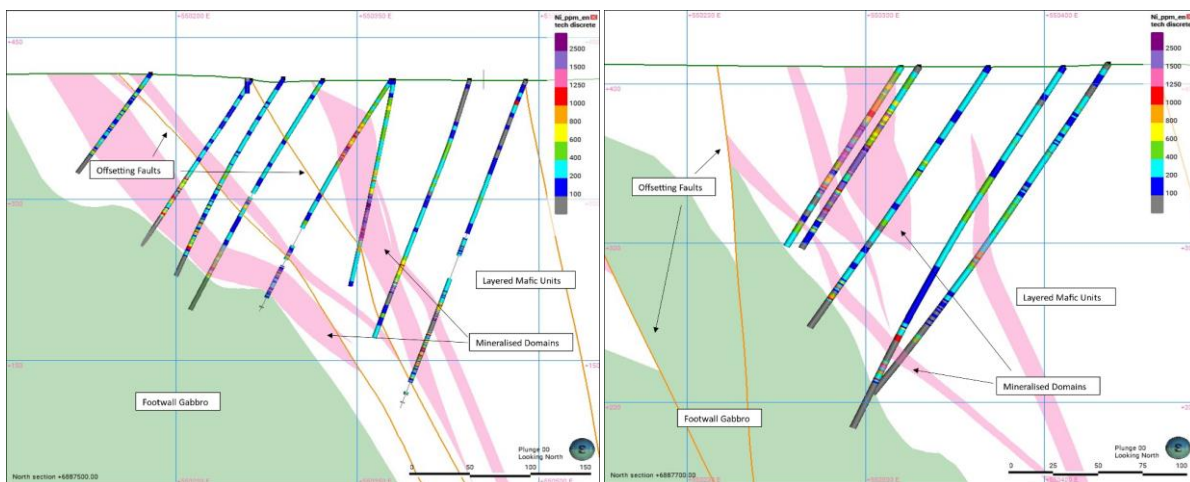 +550200 E
Ni_ppm_en
tech discrete
2500
1500
1250
1000
800
600
400
200
100
Offsetting Faults
Layered Mafic Units
Mineralised Domains
Footwall Gabbro
Plunge 00
Looking North
0 50 100 150
North section +6887500.00
+550200 E
+550300 E
+550400 E
Ni_ppm_en
tech discrete
2500
1500
1250
1000
800
600
400
200
100
+400
Offsetting Faults
Layered Mafic Units
Mineralised Domains
Footwall Gabbro
Plunge 00
Looking North
0 25 50 75 100
North section +6887700.00